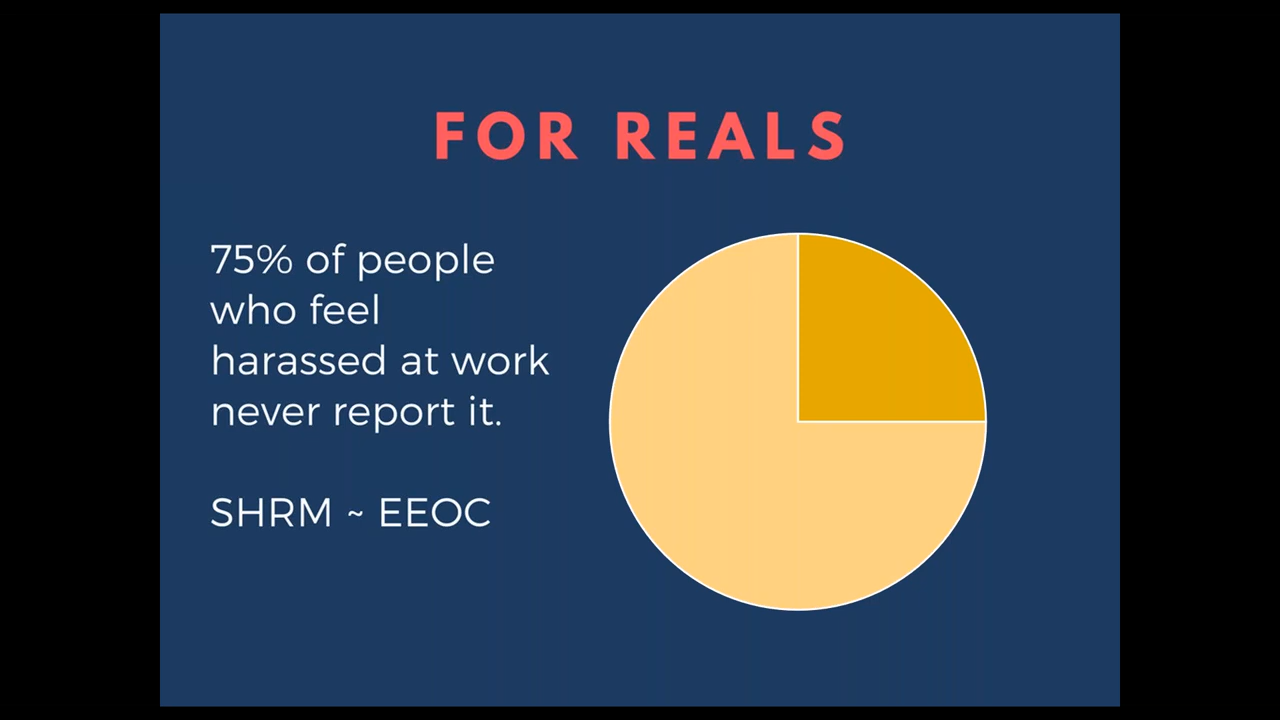 FOR REALS
75% of people
who feel
harassed at work
never report it.
SHRM ~ EEOC